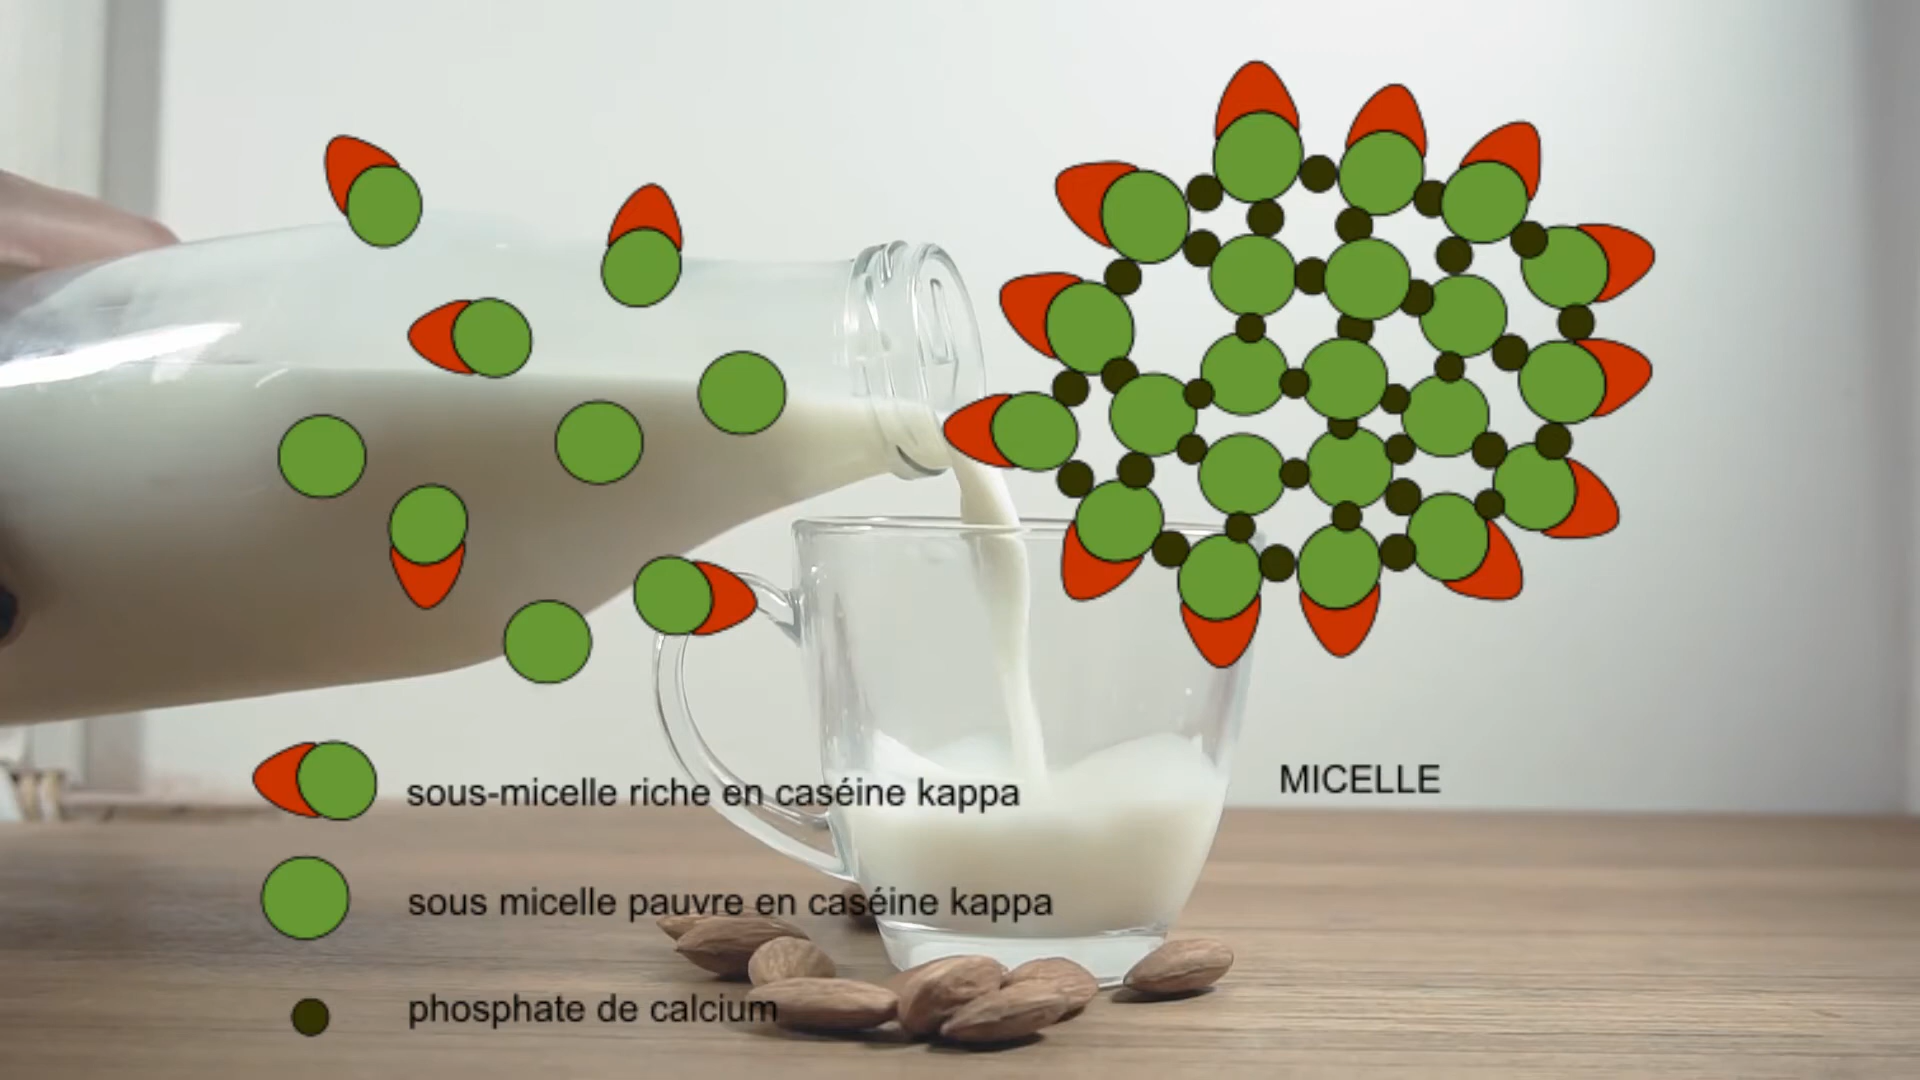 MICELLE
sous-micelle riche en caséine kappa
sous micelle pauvre en caséine kappa
phosphate de calcium